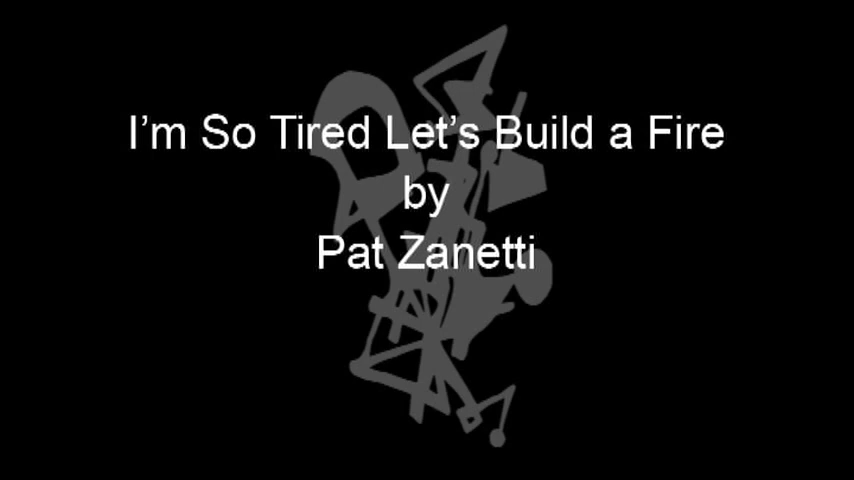 I’m So Tired Let’s Build a Fire
by
Pat Zanetti